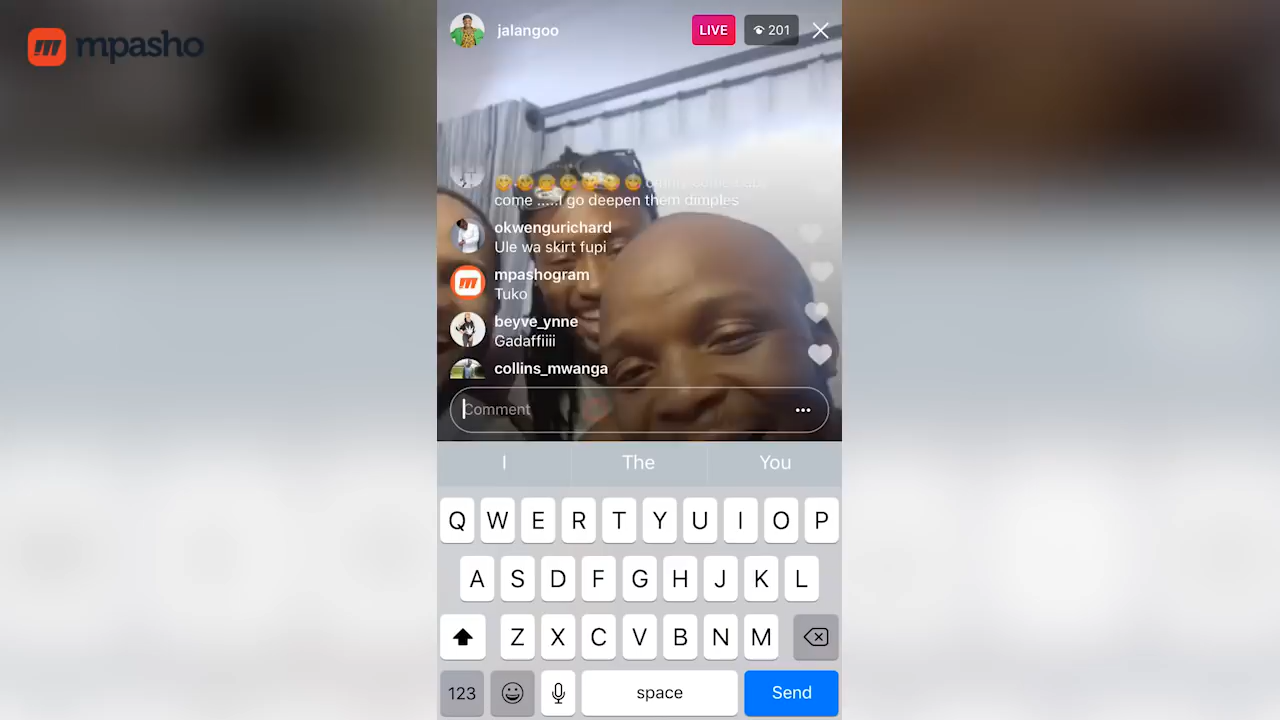 mpasho
jalangoo
LIVE
201
come .....I go deepen them dimples
okwengurichard
Ule wa skirt fupi
mpashogram
Tuko
beyve_ynne
Gadaffiiii
collins_mwanga
Comment
I The You
Q W E R T Y U I O P
A S D F G H J K L
Z X C V B N M
123 space Send